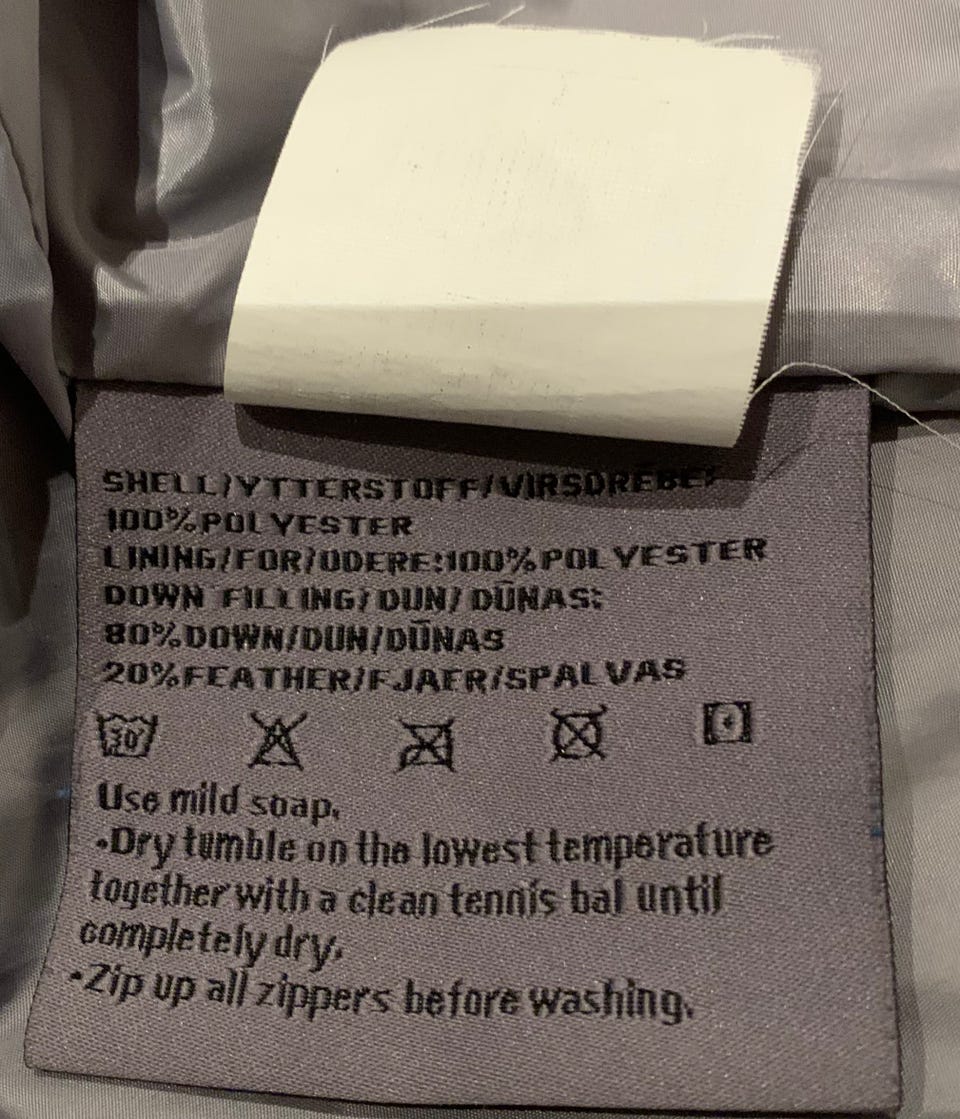 SHELL/YTTERSTOFF/VIRSDRĒBE:
100%POLYESTER
LINING/FOR/ODERE:100%POLYESTER
DOWN FILLING/DUN/DŪNAS:
80%DOWN/DUN/DŪNAS
20%FEATHER/FJAER/SPALVAS
30°
Use mild soap.
•Dry tumble on the lowest temperature
together with a clean tennis bal until
completely dry.
•Zip up all zippers before washing.